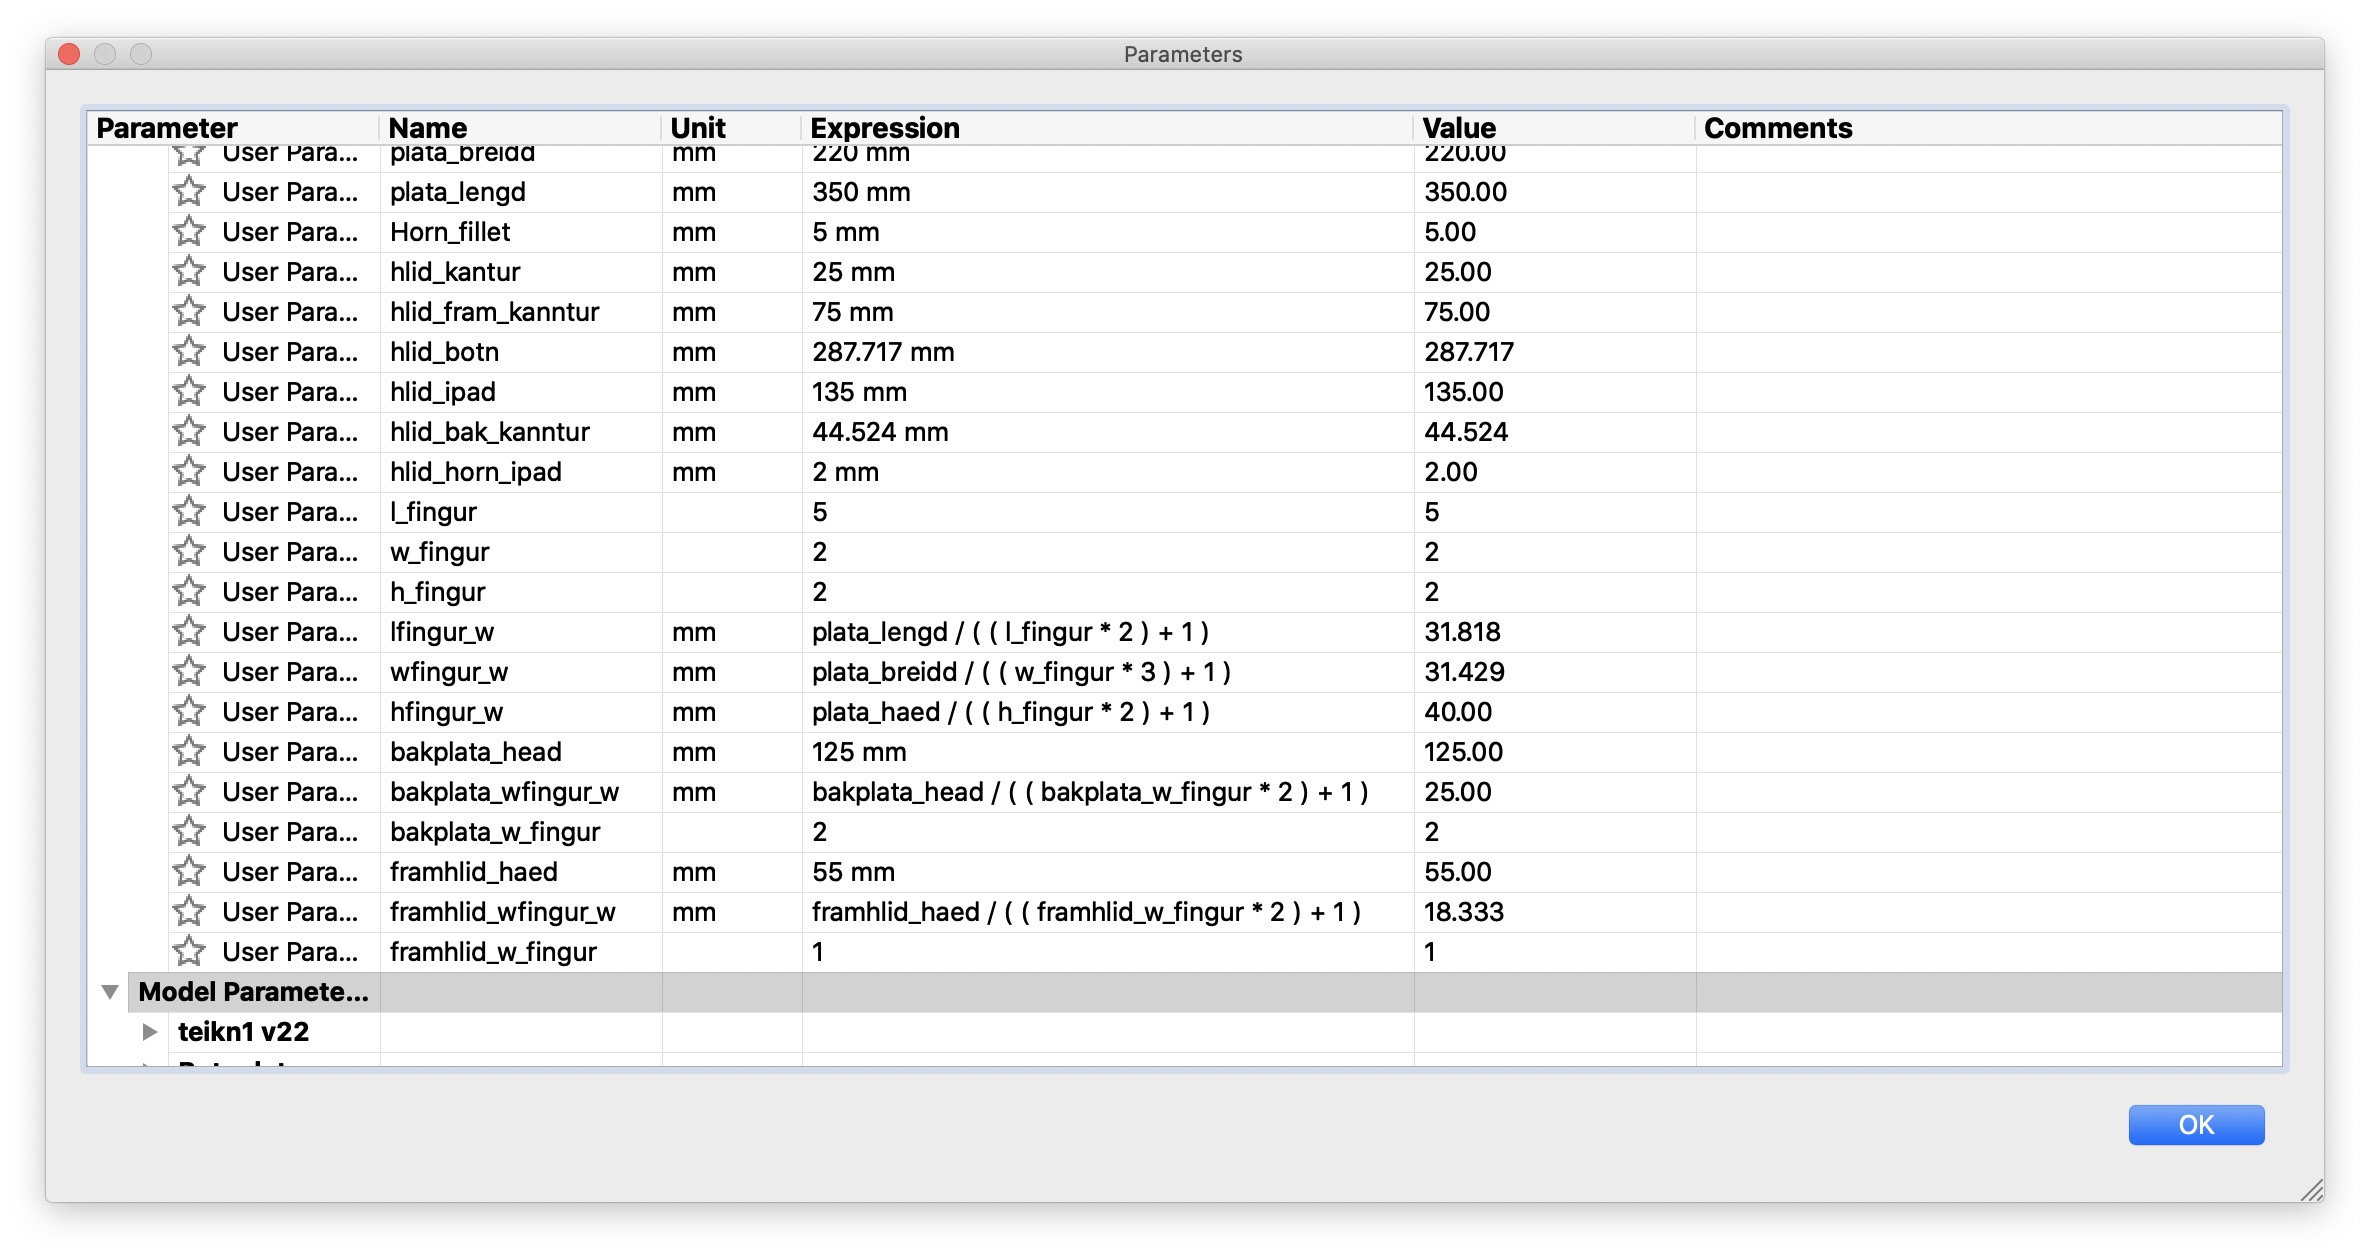 Parameters
Parameter Name Unit Expression Value Comments
User Para... plata_breidd mm 220 mm 220.00
User Para... plata_lengd mm 350 mm 350.00
User Para... Horn_fillet mm 5 mm 5.00
User Para... hlid_kantur mm 25 mm 25.00
User Para... hlid_fram_kanntur mm 75 mm 75.00
User Para... hlid_botn mm 287.717 mm 287.717
User Para... hlid_ipad mm 135 mm 135.00
User Para... hlid_bak_kanntur mm 44.524 mm 44.524
User Para... hlid_horn_ipad mm 2 mm 2.00
User Para... l_fingur 5 5
User Para... w_fingur 2 2
User Para... h_fingur 2 2
User Para... lfingur_w mm plata_lengd / ( ( l_fingur * 2 ) + 1 ) 31.818
User Para... wfingur_w mm plata_breidd / ( ( w_fingur * 3 ) + 1 ) 31.429
User Para... hfingur_w mm plata_haed / ( ( h_fingur * 2 ) + 1 ) 40.00
User Para... bakplata_head mm 125 mm 125.00
User Para... bakplata_wfingur_w mm bakplata_head / ( ( bakplata_w_fingur * 2 ) + 1 ) 25.00
User Para... bakplata_w_fingur 2 2
User Para... framhlid_haed mm 55 mm 55.00
User Para... framhlid_wfingur_w mm framhlid_haed / ( ( framhlid_w_fingur * 2 ) + 1 ) 18.333
User Para... framhlid_w_fingur 1 1
Model Paramete...
teikn1 v22
OK